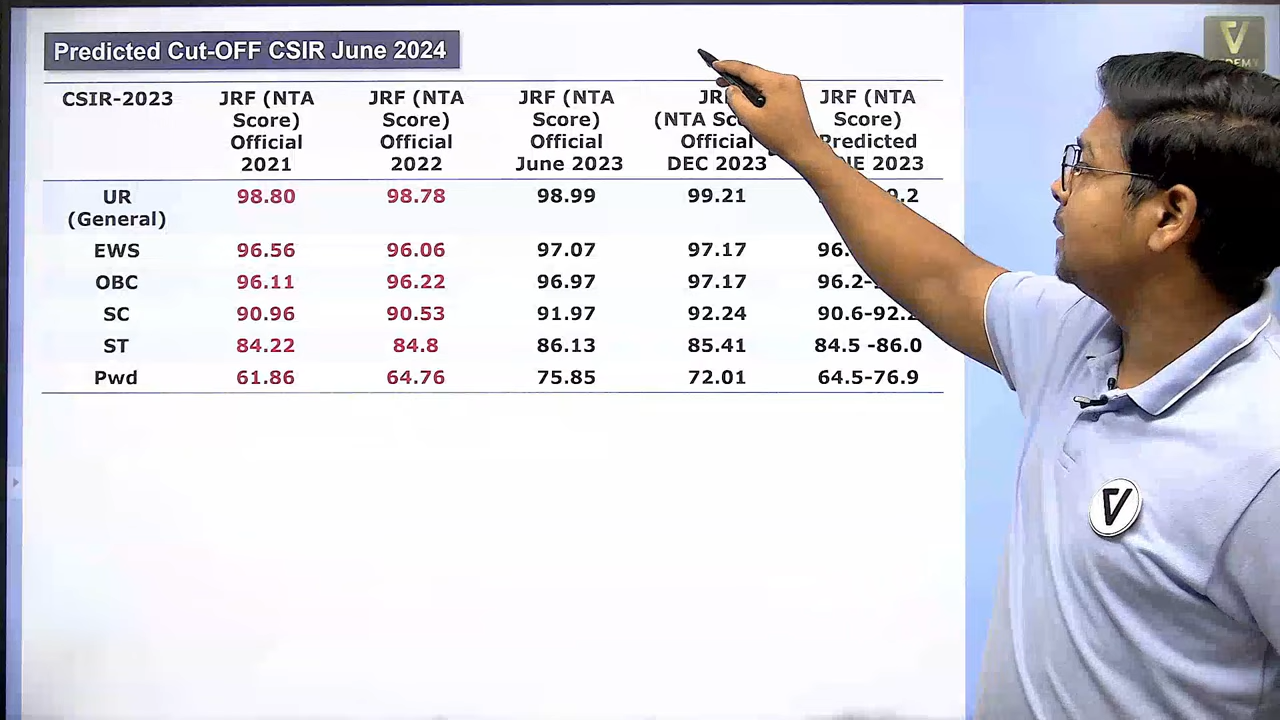 Predicted Cut-OFF CSIR June 2024
CSIR-2023 JRF (NTA JRF (NTA JRF (NTA JRF (NTA
Score) Score) Score) (NTA Score)
Official Official Official Official Predicted
2021 2022 June 2023 DEC 2023 2023
UR 98.80 98.78 98.99 99.21
(General)
EWS 96.56 96.06 97.07 97.17
OBC 96.11 96.22 96.97 97.17 96.2-
SC 90.96 90.53 91.97 92.24 90.6-92.2
ST 84.22 84.8 86.13 85.41 84.5 -86.0
Pwd 61.86 64.76 75.85 72.01 64.5-76.9